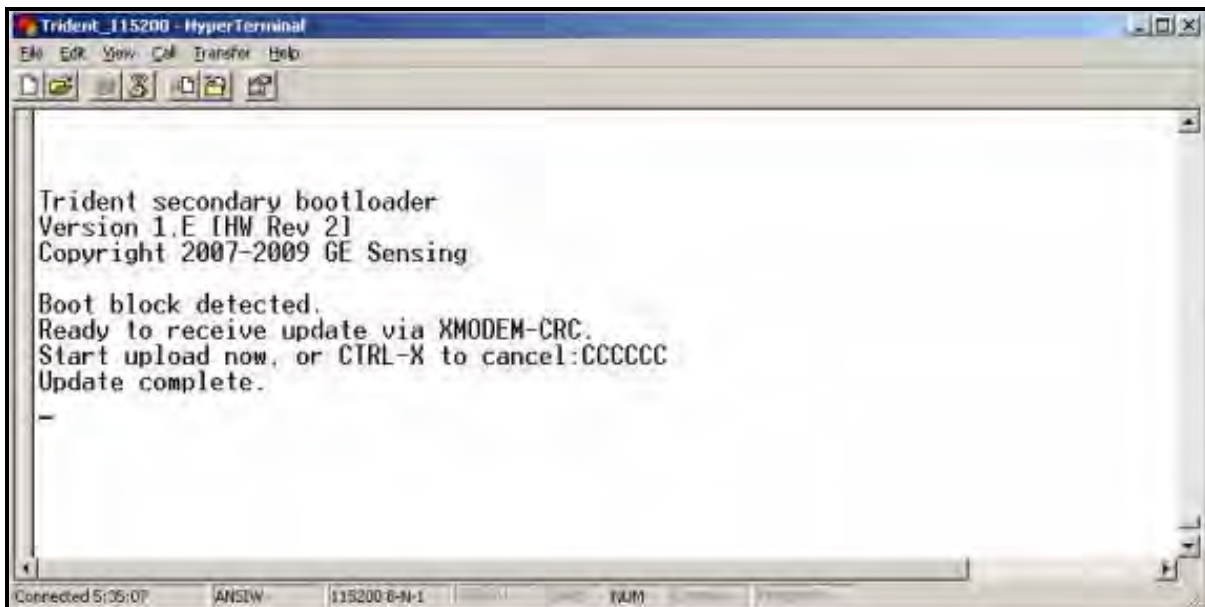 Trident_115200 - HyperTerminal
File Edit View Call Transfer Help
Trident secondary bootloader
Version 1.E [HW Rev 2]
Copyright 2007-2009 GE Sensing
Boot block detected.
Ready to receive update via XMODEM-CRC.
Start upload now, or CTRL-X to cancel:CCCCCC
Update complete.
Connected 5:35:07 ANSIW 115200 8-N-1 NUM